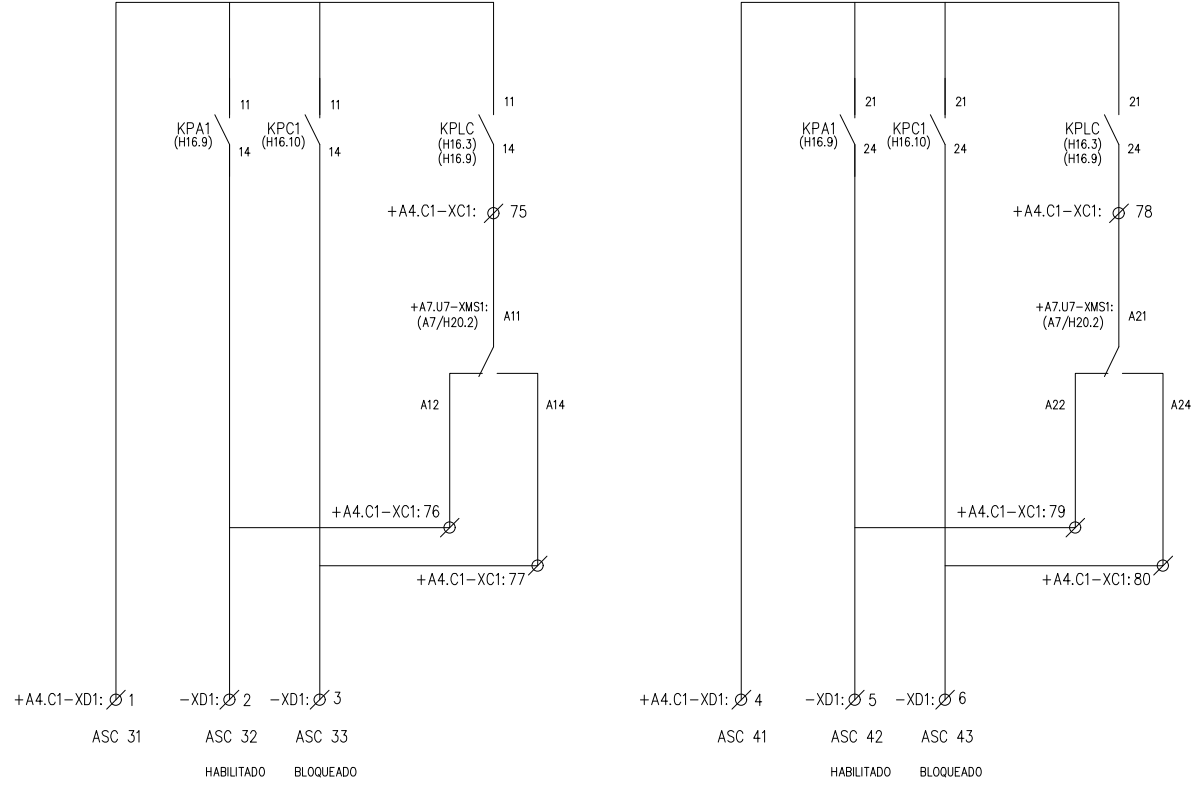 11
11
11
21
21
21
KPA1
(H16.9)
KPC1
(H16.10)
KPLC
(H16.3)
(H16.9)
14
14
14
KPA1
(H16.9)
KPC1
(H16.10)
KPLC
(H16.3)
(H16.9)
24
24
24
+A4.C1-XC1: 75
+A4.C1-XC1: 78
+A7.U7-XMS1:
(A7/H20.2)
A11
+A7.U7-XMS1:
(A7/H20.2)
A21
A12
A14
A22
A24
+A4.C1-XC1: 76
+A4.C1-XC1: 79
+A4.C1-XC1: 77
+A4.C1-XC1: 80
+A4.C1-XD1: 1
-XD1: 2
-XD1: 3
+A4.C1-XD1: 4
-XD1: 5
-XD1: 6
ASC 31
ASC 32
ASC 33
ASC 41
ASC 42
ASC 43
HABILITADO
BLOQUEADO
HABILITADO
BLOQUEADO